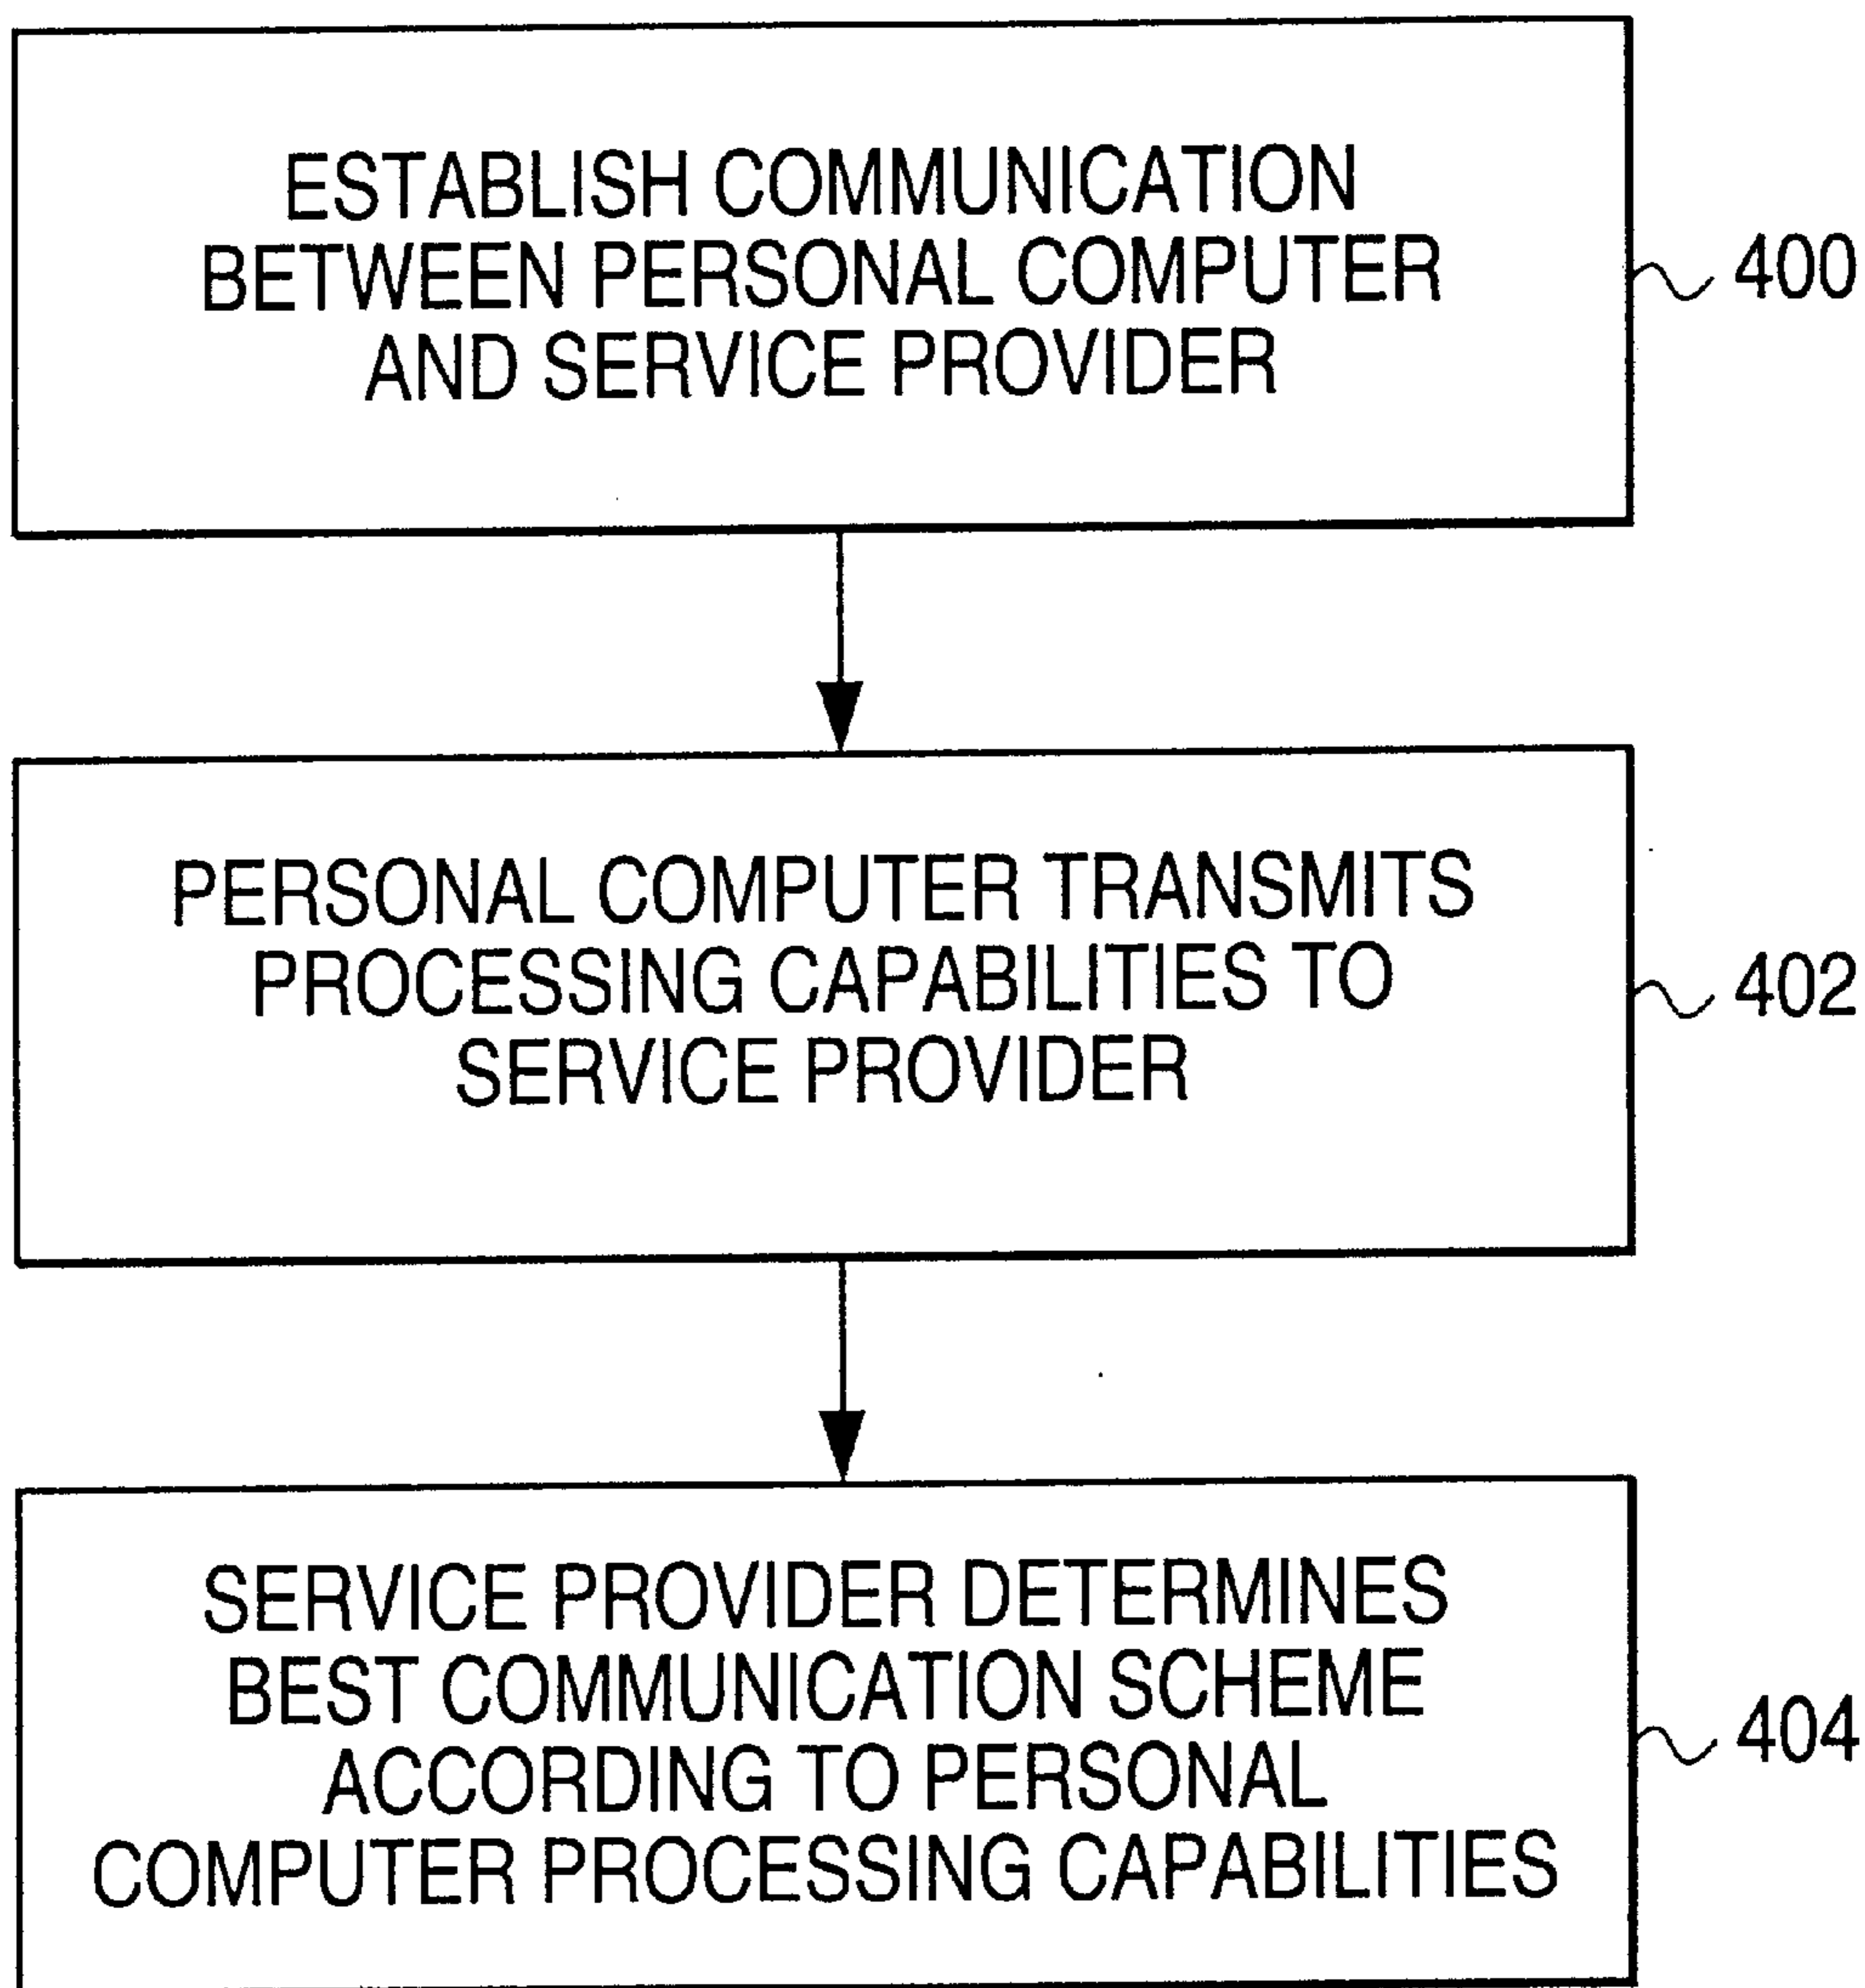 ESTABLISH COMMUNICATION
BETWEEN PERSONAL COMPUTER
AND SERVICE PROVIDER
400
PERSONAL COMPUTER TRANSMITS
PROCESSING CAPABILITIES TO
SERVICE PROVIDER
402
SERVICE PROVIDER DETERMINES
BEST COMMUNICATION SCHEME
ACCORDING TO PERSONAL
COMPUTER PROCESSING CAPABILITIES
404